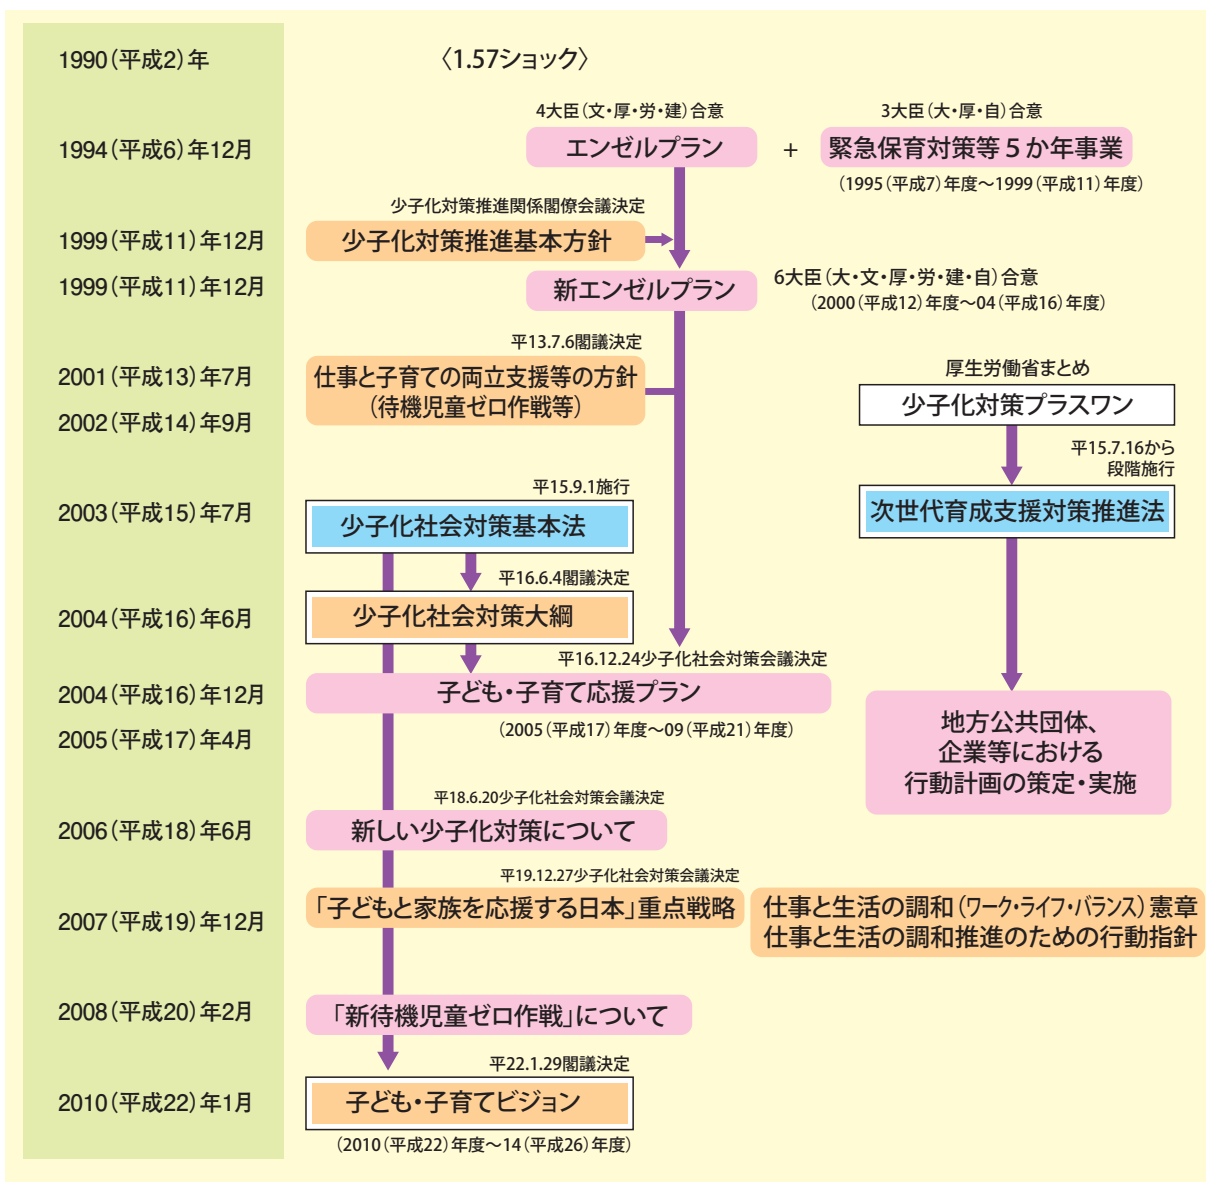 1990(平成2)年
〈1.57ショック〉
4大臣(文・厚・労・建)合意
3大臣(大・厚・自)合意
1994(平成6)年12月
エンゼルプラン
+
緊急保育対策等5か年事業
(1995(平成7)年度〜1999(平成11)年度)
少子化対策推進関係閣僚会議決定
1999(平成11)年12月
少子化対策推進基本方針
1999(平成11)年12月
新エンゼルプラン
6大臣(大・文・厚・労・建・自)合意
(2000(平成12)年度〜04(平成16)年度)
平13.7.6閣議決定
2001(平成13)年7月
仕事と子育ての両立支援等の方針
(待機児童ゼロ作戦等)
厚生労働省まとめ
少子化対策プラスワン
2002(平成14)年9月
平15.7.16から
段階施行
平15.9.1施行
2003(平成15)年7月
少子化社会対策基本法
次世代育成支援対策推進法
平16.6.4閣議決定
2004(平成16)年6月
少子化社会対策大綱
平16.12.24少子化社会対策会議決定
2004(平成16)年12月
子ども・子育て応援プラン
(2005(平成17)年度〜09(平成21)年度)
2005(平成17)年4月
地方公共団体、
企業等における
行動計画の策定・実施
平18.6.20少子化社会対策会議決定
2006(平成18)年6月
新しい少子化対策について
平19.12.27少子化社会対策会議決定
2007(平成19)年12月
「子どもと家族を応援する日本」重点戦略
仕事と生活の調和(ワーク・ライフ・バランス)憲章
仕事と生活の調和推進のための行動指針
2008(平成20)年2月
「新待機児童ゼロ作戦」について
平22.1.29閣議決定
2010(平成22)年1月
子ども・子育てビジョン
(2010(平成22)年度〜14(平成26)年度)